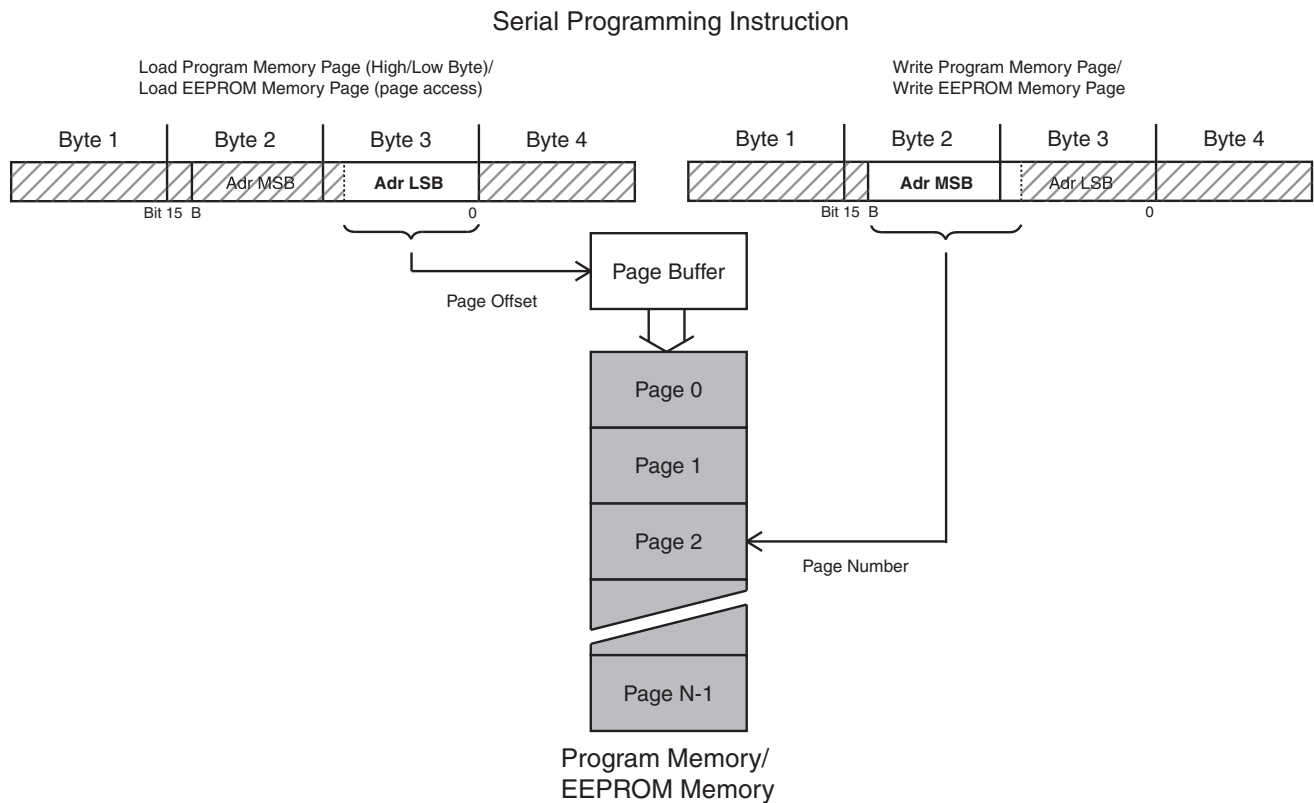 Serial Programming Instruction
Load Program Memory Page (High/Low Byte)/
Load EEPROM Memory Page (page access)
Write Program Memory Page/
Write EEPROM Memory Page
Byte 1
Byte 2
Byte 3
Byte 4
Byte 1
Byte 2
Byte 3
Byte 4
Adr MSB
Adr LSB
Adr MSB
Adr LSB
Bit 15 B
0
Bit 15 B
0
Page Buffer
Page Offset
Page 0
Page 1
Page 2
Page Number
Page N-1
Program Memory/
EEPROM Memory